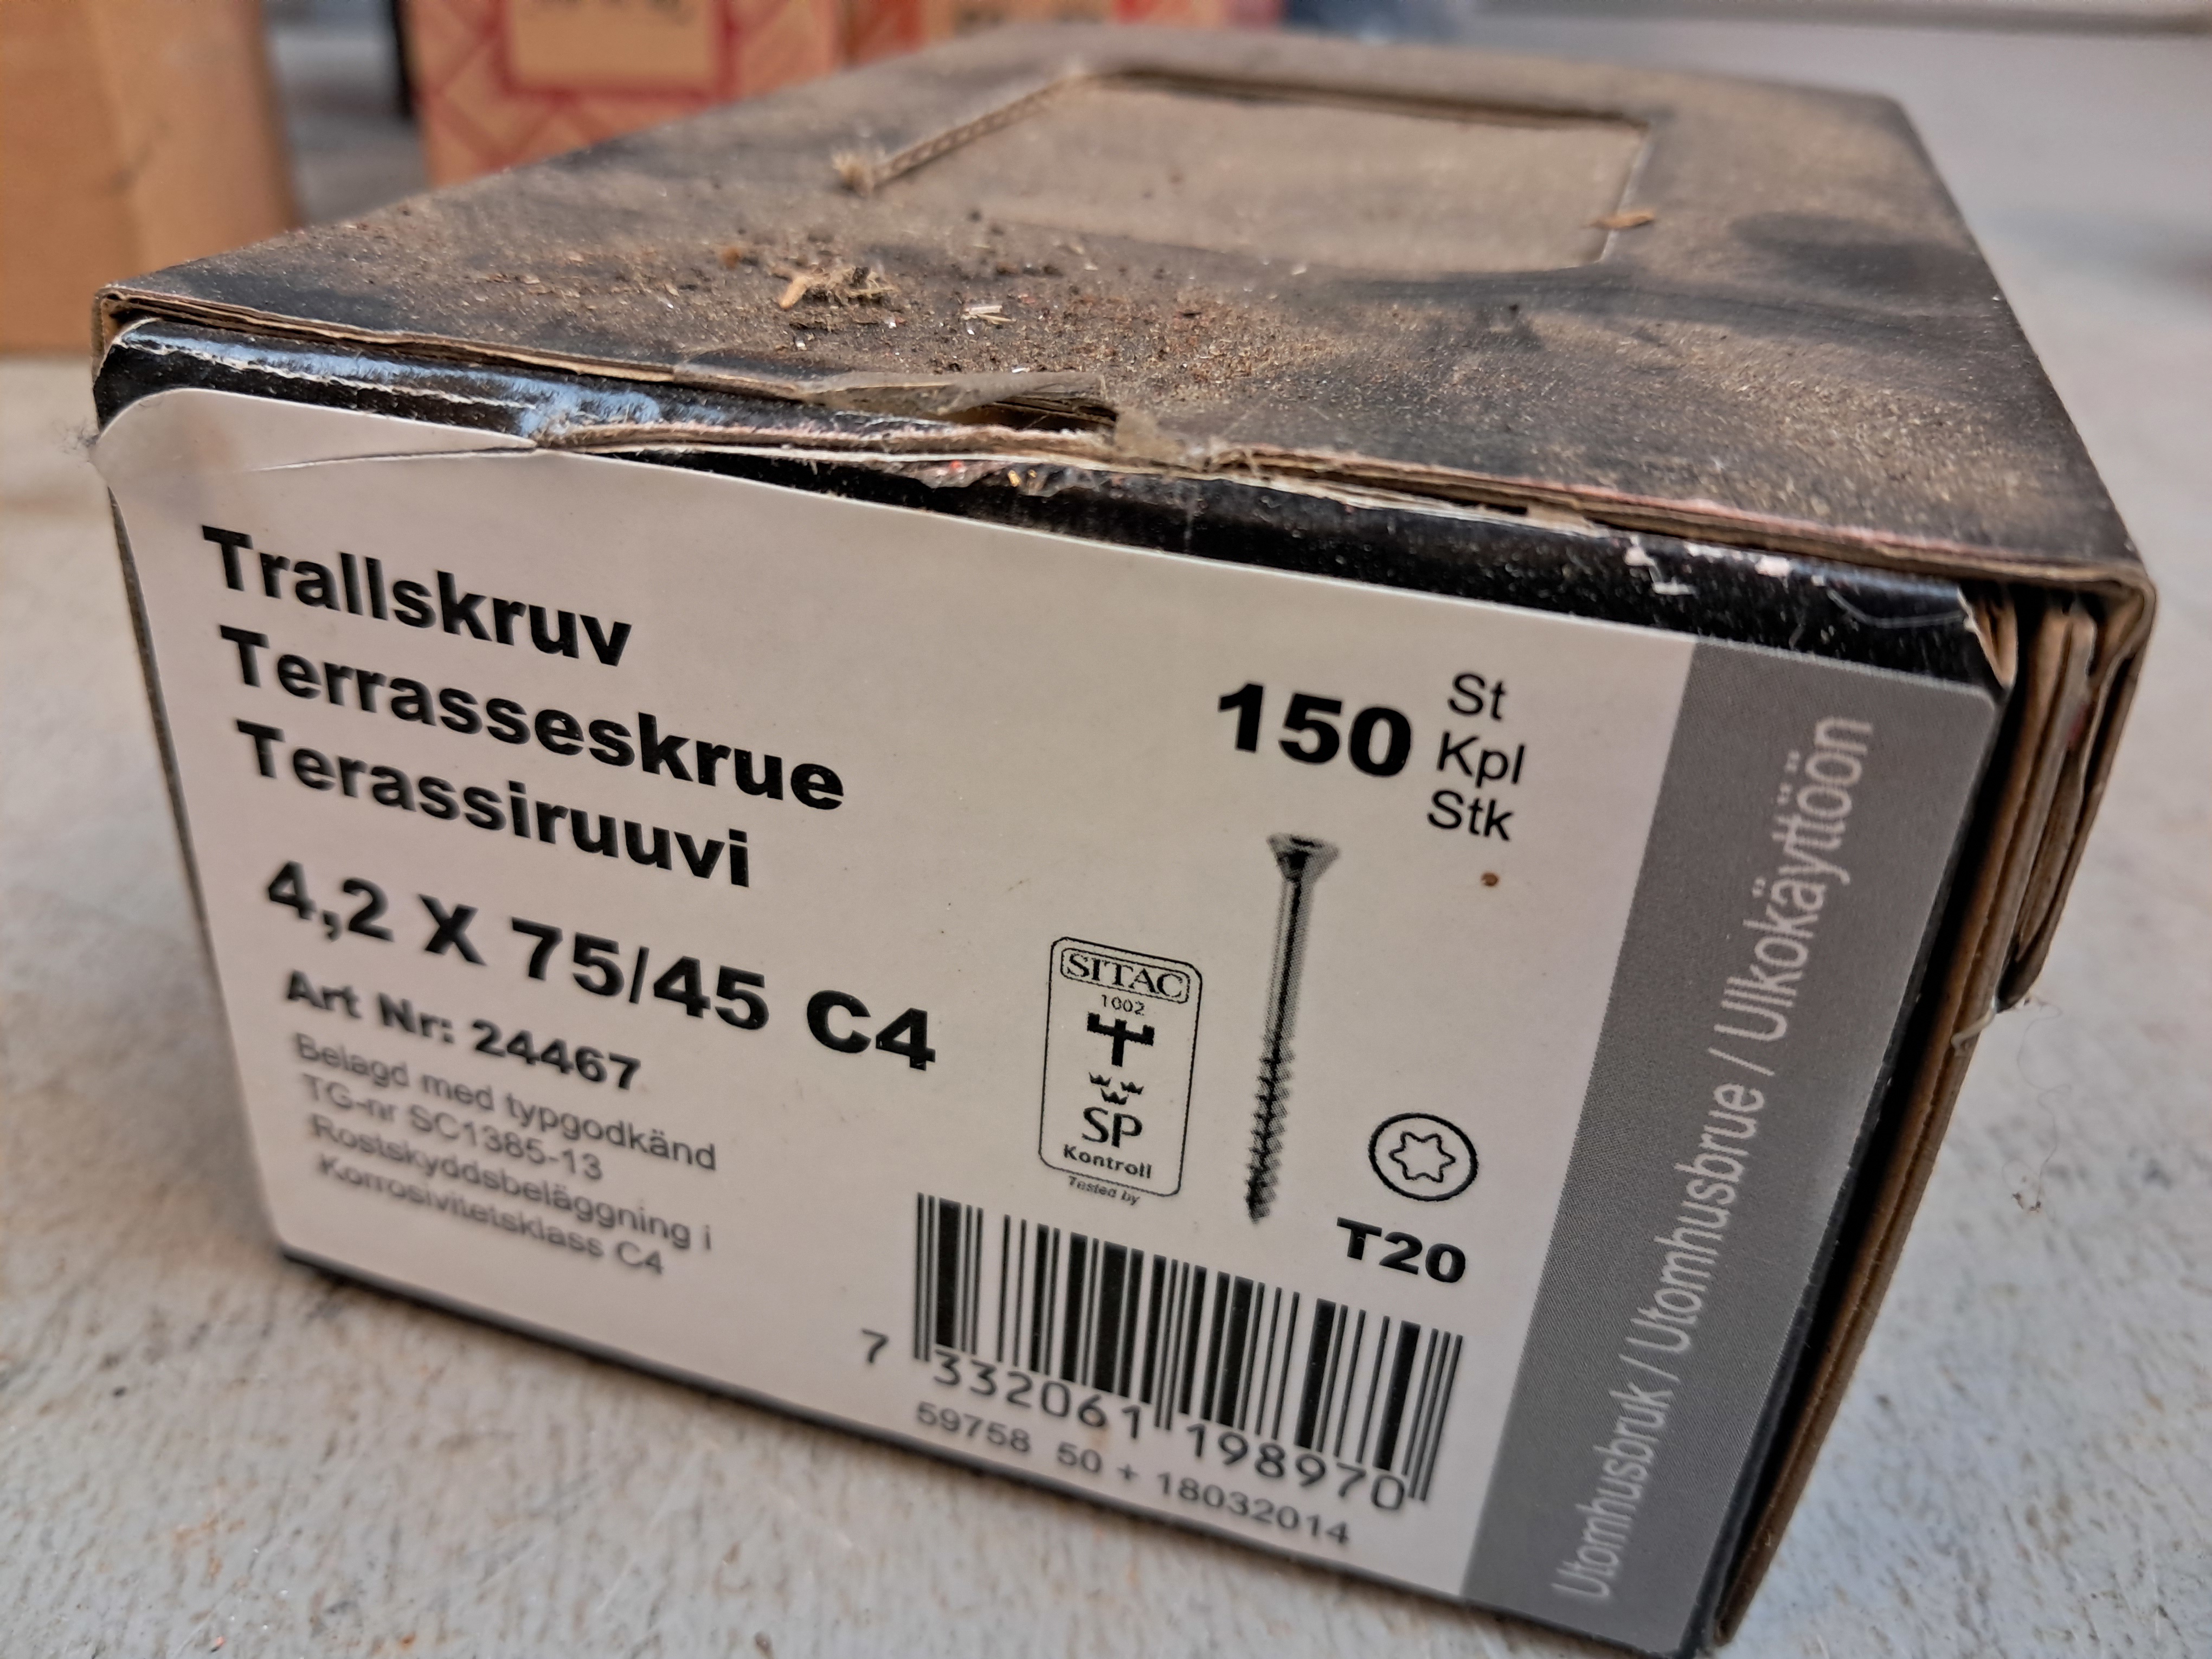 Trallskruv
Terrasseskrue
Terassiruuvi
4,2 X 75/45 C4
Art Nr: 24467
Belagd med typgodkänd
TG-nr SC1385-13
Rostskyddsbeläggning i
Korrosivitetsklass C4
150 St
Kpl
Stk
SITAC
1002
SP
Kontroll
Tested by
T20
7 332061 198970
59758 50 + 18032014
Utomhusbruk / Utomhusbrue / Ulkokäyttöön